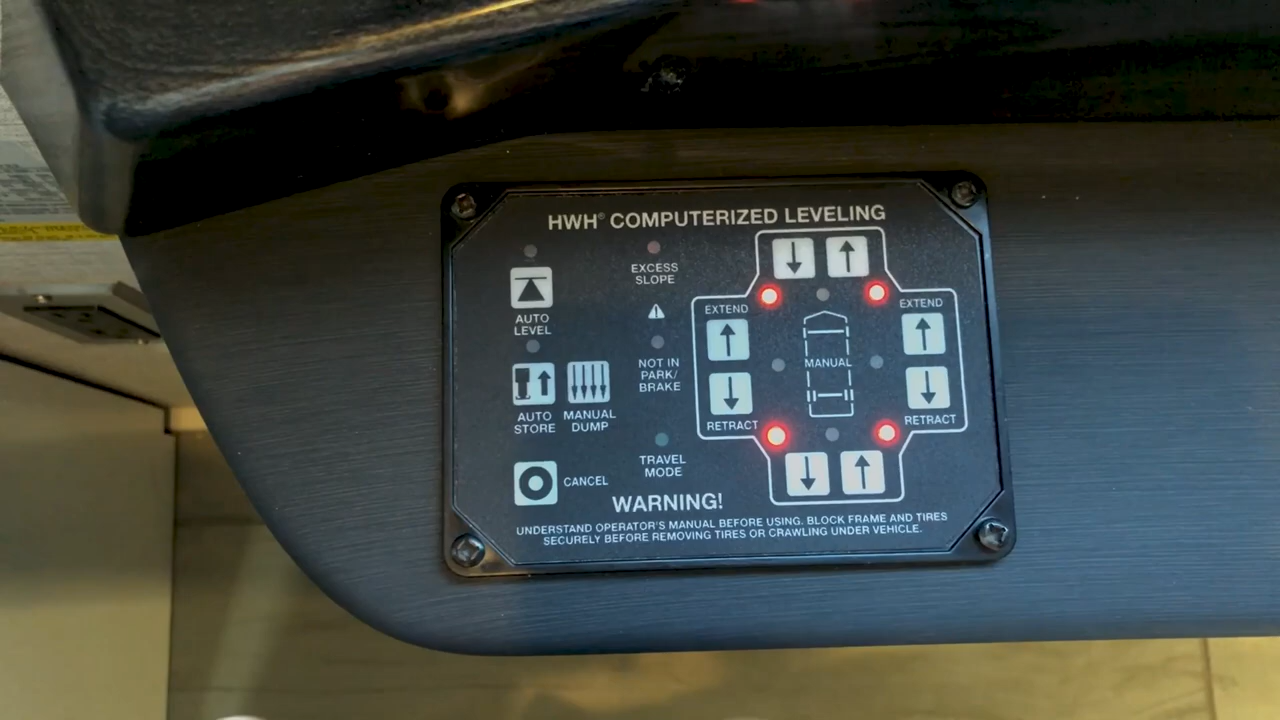 HWH® COMPUTERIZED LEVELING
AUTO
LEVEL
AUTO
STORE
MANUAL
DUMP
CANCEL
EXCESS
SLOPE
NOT IN
PARK/
BRAKE
TRAVEL
MODE
EXTEND
RETRACT
MANUAL
EXTEND
RETRACT
WARNING!
UNDERSTAND OPERATOR'S MANUAL BEFORE USING. BLOCK FRAME AND TIRES
SECURELY BEFORE REMOVING TIRES OR CRAWLING UNDER VEHICLE.